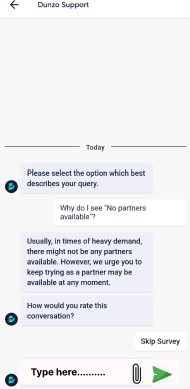 Dunzo Support
Today
Please select the option which best
describes your query.
Why do I see "No partners
available"?
Usually, in times of heavy demand,
there might not be any partners
available. However, we urge you to
keep trying as a partner may be
available at any moment.
How would you rate this
conversation?
Skip Survey
Type here..........